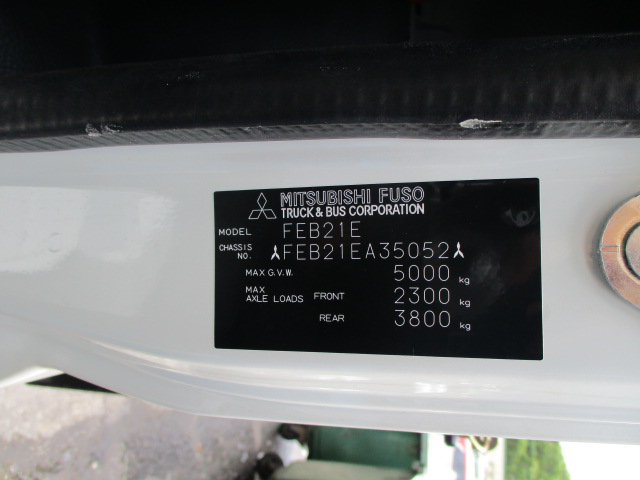 MITSUBISHI FUSO
TRUCK & BUS CORPORATION
MODEL FEB21E
CHASSIS NO. FEB21EA35052
MAX G.V.W. 5000 kg
MAX AXLE LOADS FRONT 2300 kg
REAR 3800 kg